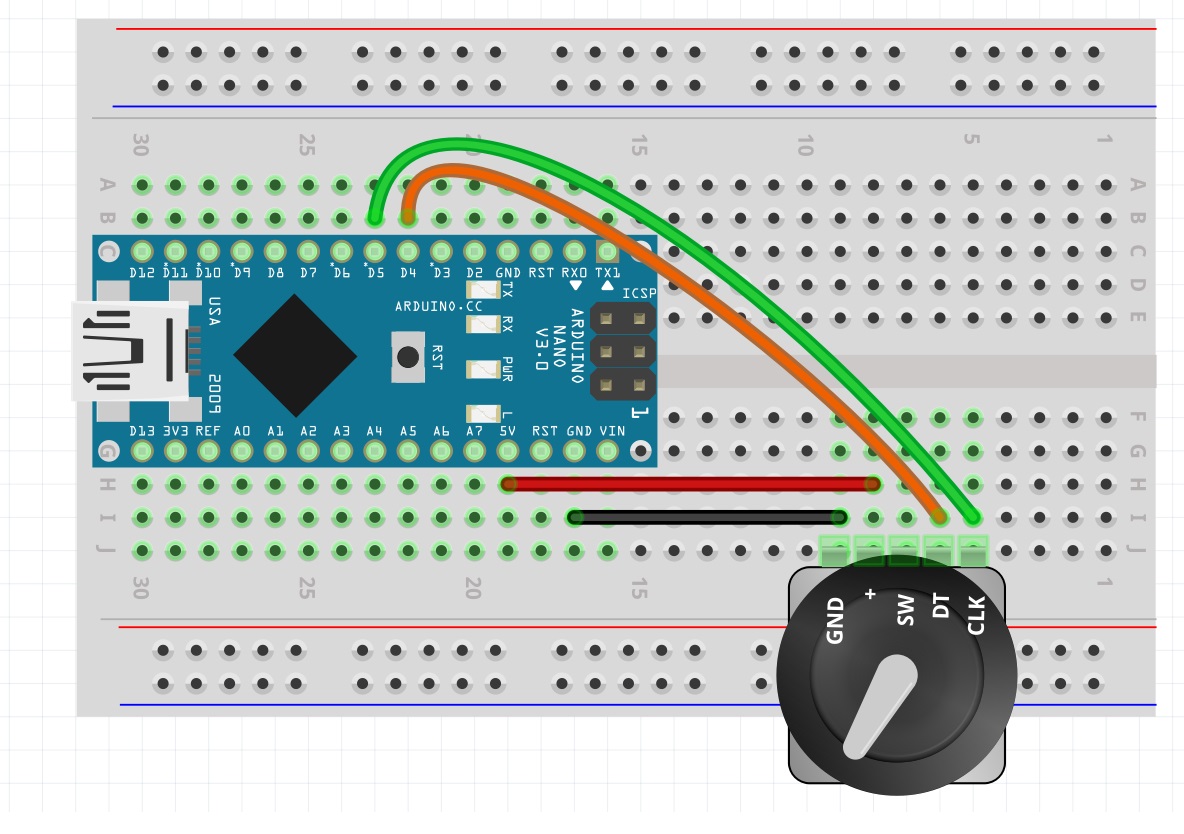 30 25 20 15 10 5 1
A A
B B
C C
D12 *D11 *D10 *D9 D8 D7 *D6 *D5 D4 *D3 D2 GND RST RX0 TX1
D
E
TX
ICSP
ARDUINO.CC
RX
USA
2009
RST
PWR
L
ARDUINO
NANO
V3.0
1
D13 3V3 REF A0 A1 A2 A3 A4 A5 A6 A7 5V RST GND VIN
F
G G
H H
I I
J J
30 25 20 15 1
GND + SW DT CLK